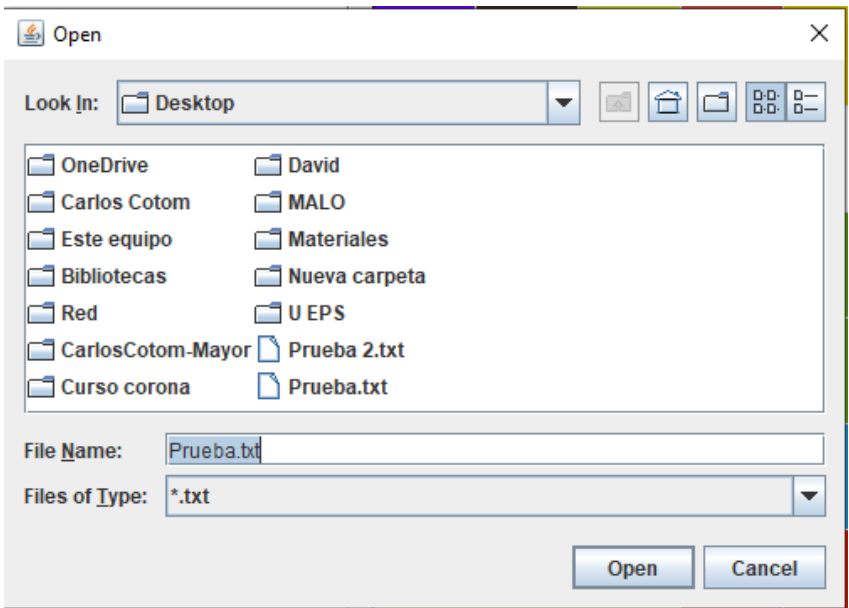 Open
Look In: Desktop
OneDrive David
Carlos Cotom MALO
Este equipo Materiales
Bibliotecas Nueva carpeta
Red U EPS
CarlosCotom-Mayor Prueba 2.txt
Curso corona Prueba.txt
File Name: Prueba.txt
Files of Type: *.txt
Open Cancel